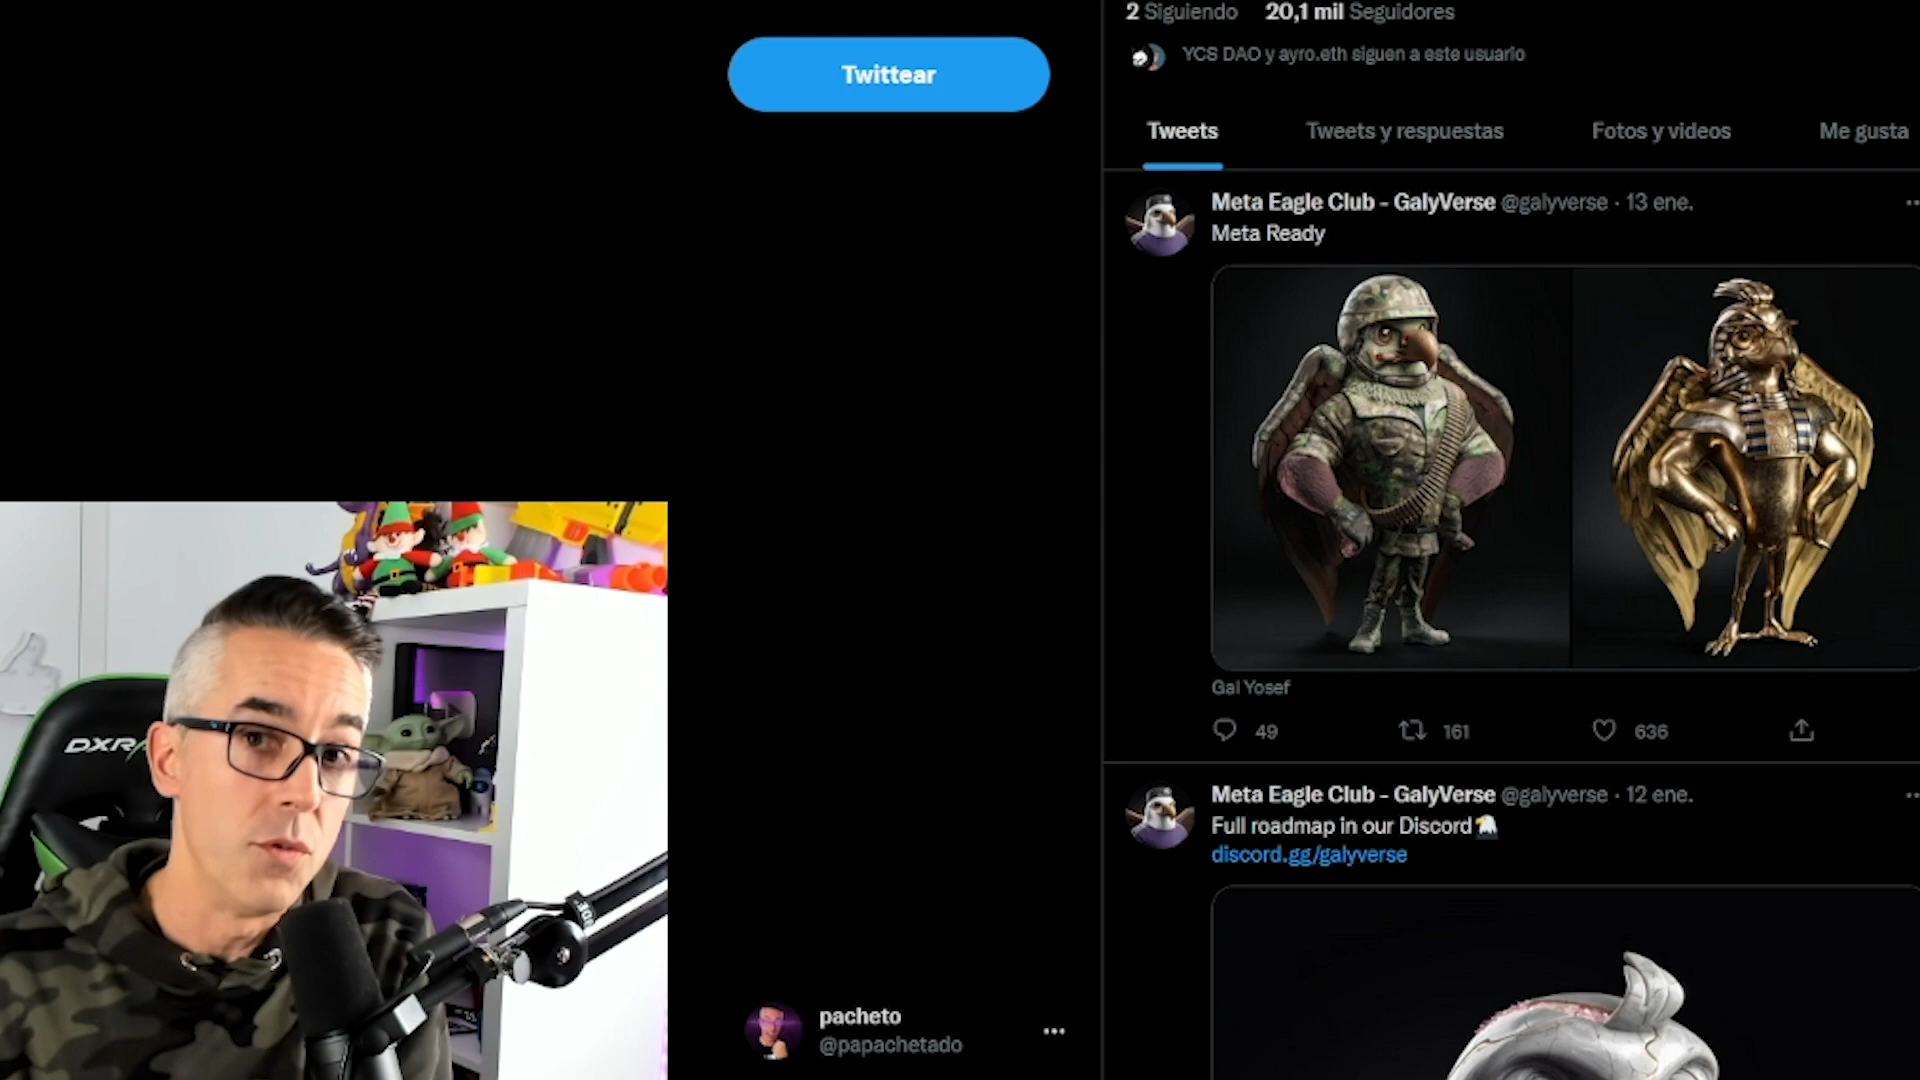 2 Siguiendo 20,1 mil Seguidores
YCS DAO y ayro.eth siguen a este usuario
Twittear
Tweets Tweets y respuestas Fotos y videos Me gusta
Meta Eagle Club - GalyVerse @galyverse · 13 ene.
Meta Ready
Gal Yosef
49 161 636
Meta Eagle Club - GalyVerse @galyverse · 12 ene.
Full roadmap in our Discord
discord.gg/galyverse
pacheto
@papachetado
DXRA